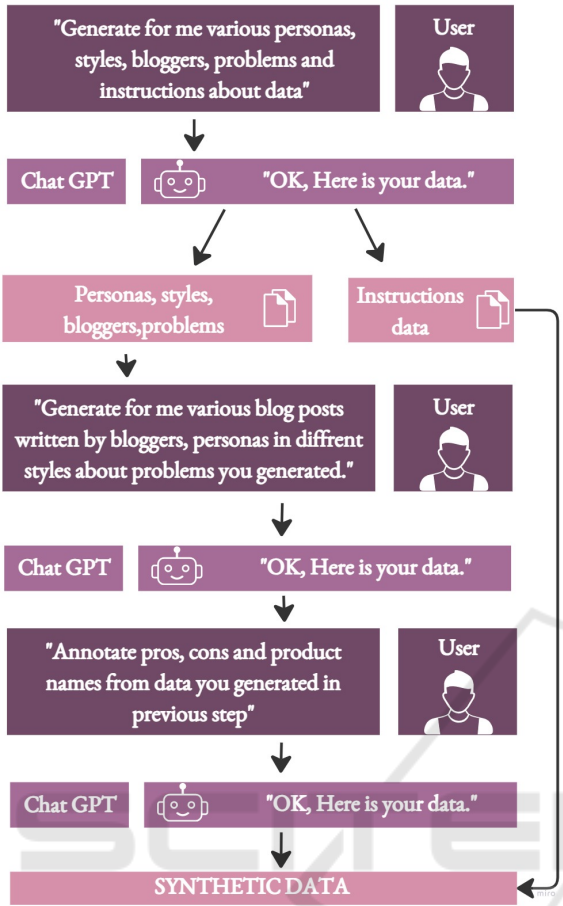 "Generate for me various personas,
styles, bloggers, problems and
instructions about data"
User
Chat GPT
"OK, Here is your data."
Personas, styles,
bloggers,problems
Instructions
data
"Generate for me various blog posts
written by bloggers, personas in diffrent
styles about problems you generated."
User
Chat GPT
"OK, Here is your data."
"Annotate pros, cons and product
names from data you generated in
previous step"
User
Chat GPT
"OK, Here is your data."
SYNTHETIC DATA
miro